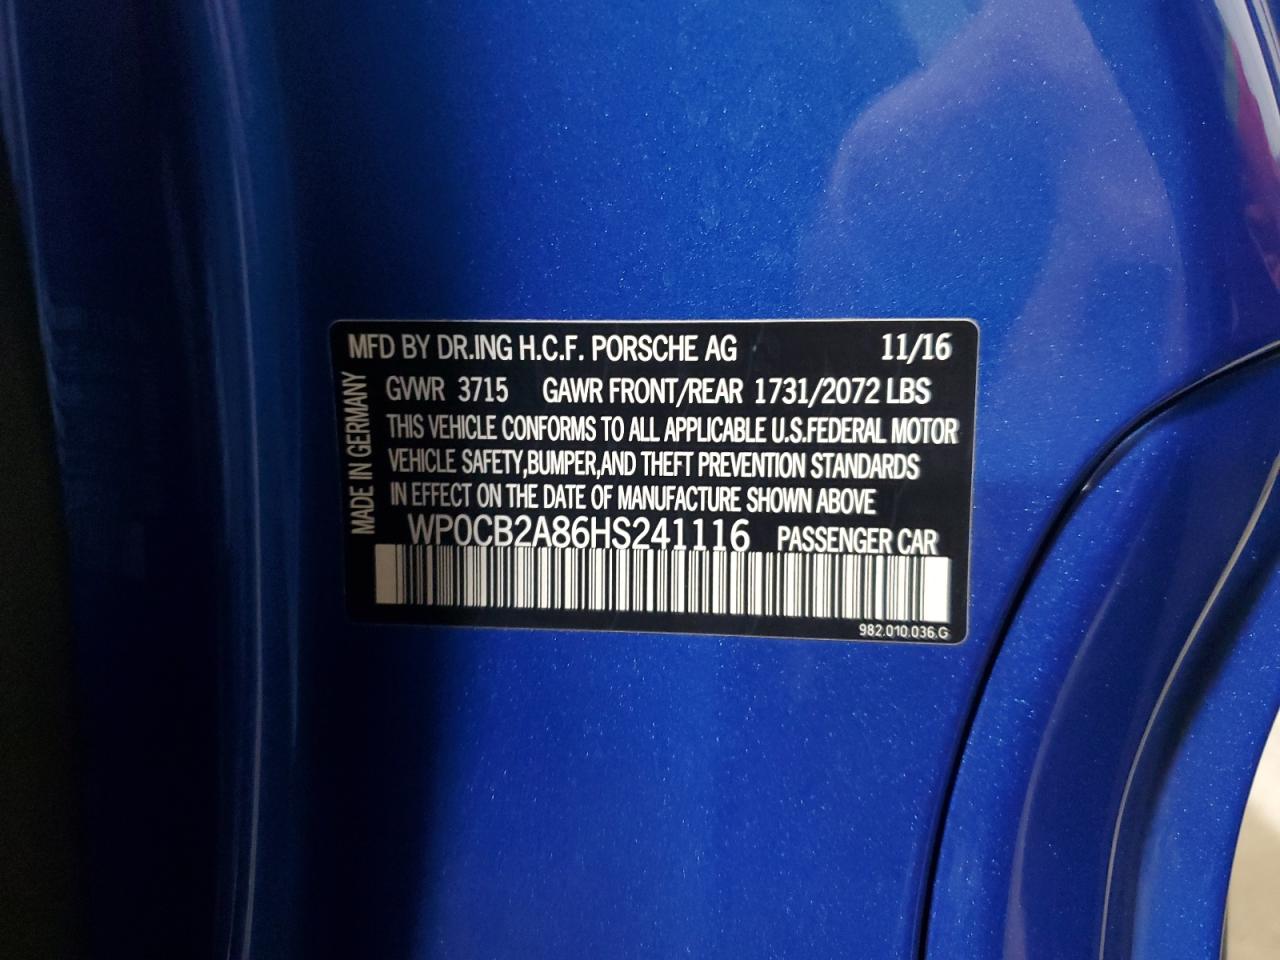 MFD BY DR.ING H.C.F. PORSCHE AG 11/16
GVWR 3715 GAWR FRONT/REAR 1731/2072 LBS
THIS VEHICLE CONFORMS TO ALL APPLICABLE U.S.FEDERAL MOTOR
VEHICLE SAFETY,BUMPER,AND THEFT PREVENTION STANDARDS
IN EFFECT ON THE DATE OF MANUFACTURE SHOWN ABOVE
WP0CB2A86HS241116 PASSENGER CAR
982.010.036.G
MADE IN GERMANY